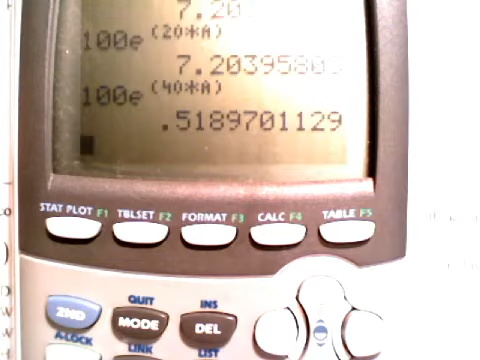 7.20
100e^(20*A)
7.20395803
100e^(40*A)
.5189701129
STAT PLOT F1 TBLSET F2 FORMAT F3 CALC F4 TABLE F5
QUIT INS
2ND MODE DEL
A-LOCK LINK LIST